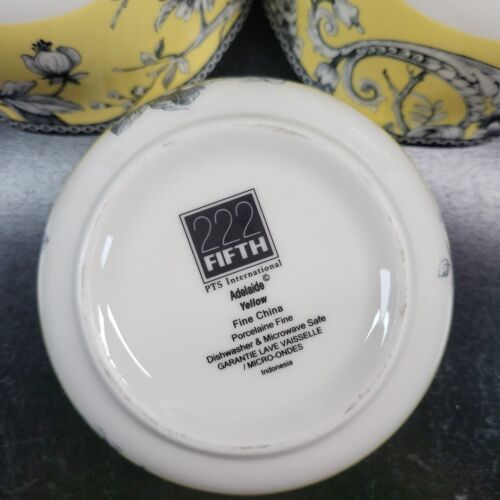 222
FIFTH
PTS International
©
Adelaide
Yellow
Fine China
Porcelaine Fine
Dishwasher & Microwave Safe
GARANTIE LAVE VAISSELLE
/ MICRO-ONDES
Indonesia